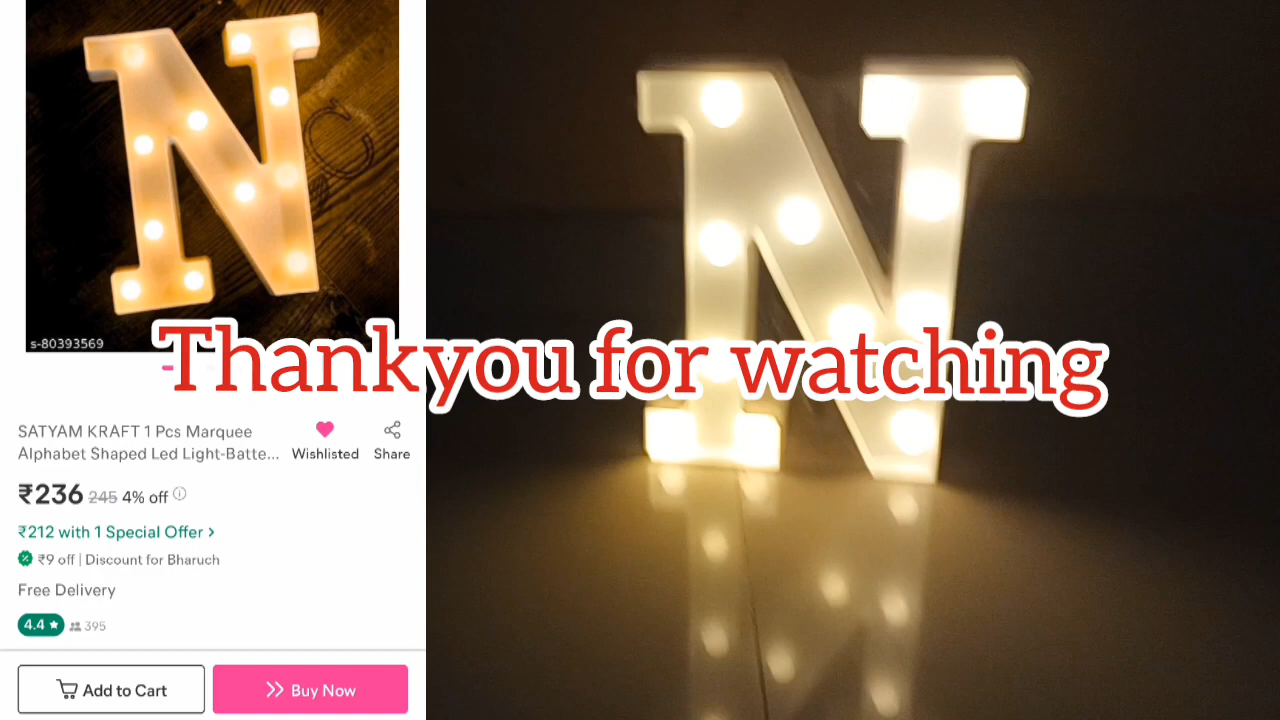 N
N
s-80393569
Thankyou for watching
SATYAM KRAFT 1 Pcs Marquee
Alphabet Shaped Led Light-Batte...
Wishlisted
Share
₹236 245 4% off
₹212 with 1 Special Offer >
₹9 off | Discount for Bharuch
Free Delivery
4.4 ★ 395
Add to Cart
Buy Now